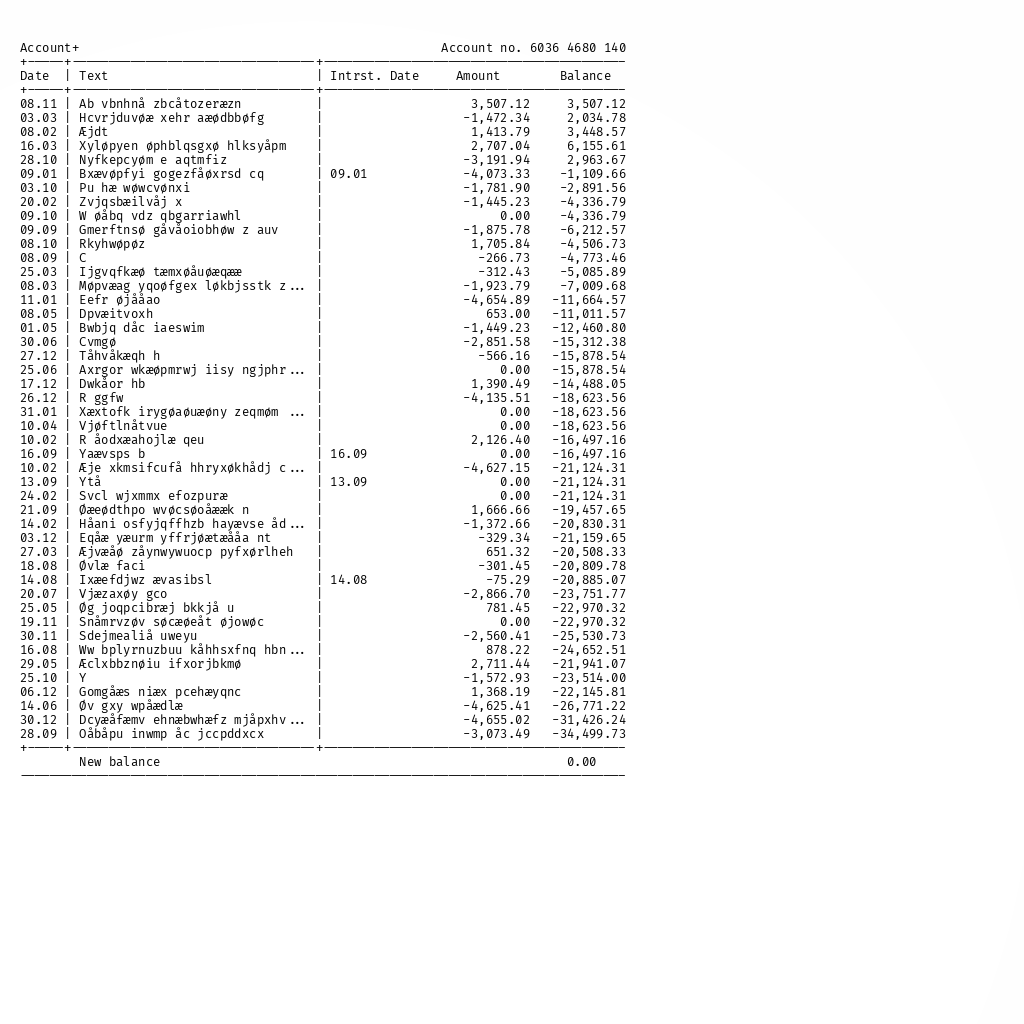 Account+ Account no. 6036 4680 140
+-----+---------------------------------+-----------------------------------------
Date | Text | Intrst. Date Amount Balance
+-----+---------------------------------+-----------------------------------------
08.11 | Ab vbnhnå zbcåtozeræzn | 3,507.12 3,507.12
03.03 | Hcvrjduvøæ xehr aæødbbøfg | -1,472.34 2,034.78
08.02 | Æjdt | 1,413.79 3,448.57
16.03 | Xyløpyen øphblqsgxø hlksyåpm | 2,707.04 6,155.61
28.10 | Nyfkepcyøm e aqtmfiz | -3,191.94 2,963.67
09.01 | Bxævøpfyi gogezfåøxrsd cq | 09.01 -4,073.33 -1,109.66
03.10 | Pu hæ wøwcvønxi | -1,781.90 -2,891.56
20.02 | Zvjqsbæilvåj x | -1,445.23 -4,336.79
09.10 | W øåbq vdz qbgarriawhl | 0.00 -4,336.79
09.09 | Gmerftnsø gåvåoiobhøw z auv | -1,875.78 -6,212.57
08.10 | Rkyhwøpøz | 1,705.84 -4,506.73
08.09 | C | -266.73 -4,773.46
25.03 | Ijgvqfkæø tæmxøåuøæqææ | -312.43 -5,085.89
08.03 | Møpvæag yqoøfgex løkbjsstk z... | -1,923.79 -7,009.68
11.01 | Eefr øjååao | -4,654.89 -11,664.57
08.05 | Dpvæitvoxh | 653.00 -11,011.57
01.05 | Bwbjq dåc iaeswim | -1,449.23 -12,460.80
30.06 | Cvmgø | -2,851.58 -15,312.38
27.12 | Tåhvåkæqh h | -566.16 -15,878.54
25.06 | Axrgor wkæøpmrwj iisy ngjphr... | 0.00 -15,878.54
17.12 | Dwkåor hb | 1,390.49 -14,488.05
26.12 | R ggfw | -4,135.51 -18,623.56
31.01 | Xæxtofk irygøaøuæøny zeqmøm ... | 0.00 -18,623.56
10.04 | Vjøftlnåtvue | 0.00 -18,623.56
10.02 | R åodxæahojlæ qeu | 2,126.40 -16,497.16
16.09 | Yaævsps b | 16.09 0.00 -16,497.16
10.02 | Æje xkmsifcufå hhryxøkhådj c... | -4,627.15 -21,124.31
13.09 | Ytå | 13.09 0.00 -21,124.31
24.02 | Svcl wjxmmx efozpuræ | 0.00 -21,124.31
21.09 | Øæeødthpo wvøcsøoåææk n | 1,666.66 -19,457.65
14.02 | Håani osfyjqffhzb hayævse åd... | -1,372.66 -20,830.31
03.12 | Eqåæ yæurm yffrjøætæååa nt | -329.34 -21,159.65
27.03 | Æjvæåø zåynwywuocp pyfxørlheh | 651.32 -20,508.33
18.08 | Øvlæ faci | -301.45 -20,809.78
14.08 | Ixæefdjwz ævasibsl | 14.08 -75.29 -20,885.07
20.07 | Vjæzaxøy gco | -2,866.70 -23,751.77
25.05 | Øg joqpcibræj bkkjå u | 781.45 -22,970.32
19.11 | Snåmrvzøv søcæøeåt øjowøc | 0.00 -22,970.32
30.11 | Sdejmealiå uweyu | -2,560.41 -25,530.73
16.08 | Ww bplyrnuzbuu kåhhsxfnq hbn... | 878.22 -24,652.51
29.05 | Æclxbbznøiu ifxorjbkmø | 2,711.44 -21,941.07
25.10 | Y | -1,572.93 -23,514.00
06.12 | Gomgåæs niæx pcehæyqnc | 1,368.19 -22,145.81
14.06 | Øv gxy wpåædlæ | -4,625.41 -26,771.22
30.12 | Dcyæåfæmv ehnæbwhæfz mjåpxhv... | -4,655.02 -31,426.24
28.09 | Oåbåpu inwmp åc jccpddxcx | -3,073.49 -34,499.73
+-----+---------------------------------+-----------------------------------------
New balance 0.00
----------------------------------------------------------------------------------